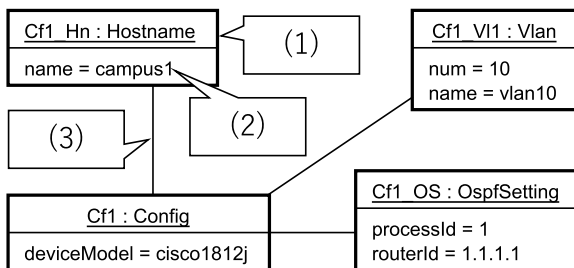 Cf1_Hn : Hostname
name = campus1
(1)
(2)
(3)
Cf1_Vl1 : Vlan
num = 10
name = vlan10
Cf1 : Config
deviceModel = cisco1812j
Cf1_OS : OspfSetting
processId = 1
routerId = 1.1.1.1